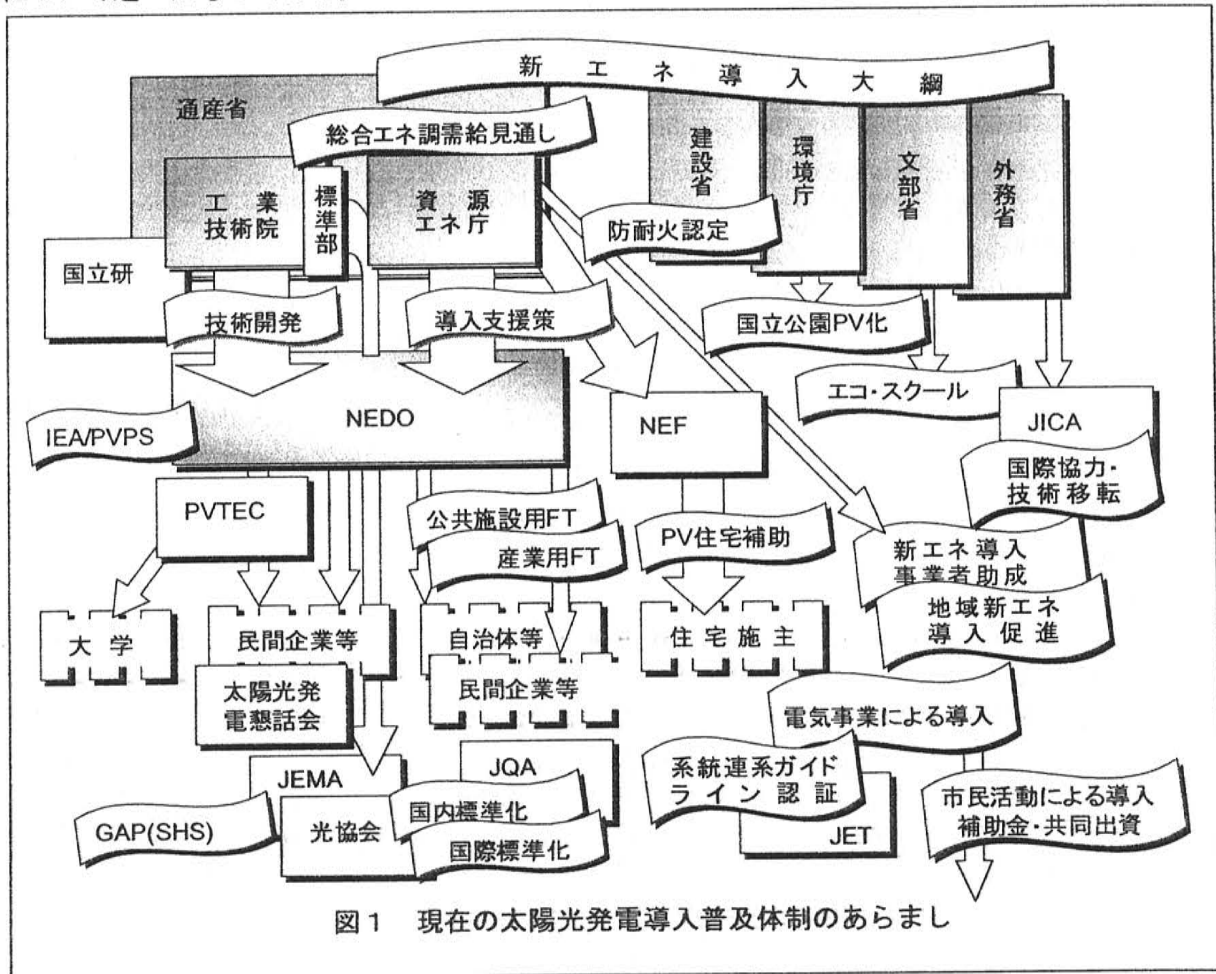 新エネ導入大綱
通産省
総合エネ調需給見通し
建設省
環境庁
文部省
外務省
工業
技術院
標準部
資源
エネ庁
防耐火認定
国立研
技術開発
導入支援策
国立公園PV化
エコ・スクール
NEDO
NEF
JICA
IEA/PVPS
国際協力・
技術移転
PVTEC
公共施設用FT
産業用FT
PV住宅補助
新エネ導入
事業者助成
地域新エネ
導入促進
大学
民間企業等
自治体等
住宅施主
太陽光発
電懇話会
民間企業等
電気事業による導入
JEMA
JQA
系統連系ガイド
ライン認証
市民活動による導入
補助金・共同出資
GAP(SHS)
光協会
国内標準化
国際標準化
JET
図1 現在の太陽光発電導入普及体制のあらまし